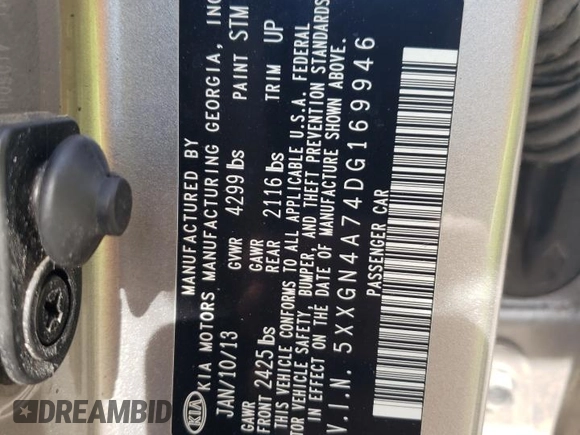 MANUFACTURED BY
KIA KIA MOTORS MANUFACTURING GEORGIA, INC
JAN/10/13 GVWR 4299 lbs PAINT STM
GAWR GAWR
FRONT 2425 lbs REAR 2116 lbs TRIM UP
THIS VEHICLE CONFORMS TO ALL APPLICABLE U.S.A. FEDERAL
MOTOR VEHICLE SAFETY, BUMPER, AND THEFT PREVENTION STANDARDS
IN EFFECT ON THE DATE OF MANUFACTURE SHOWN ABOVE.
V.I.N. 5XXGN4A74DG169946
PASSENGER CAR
DREAMBID